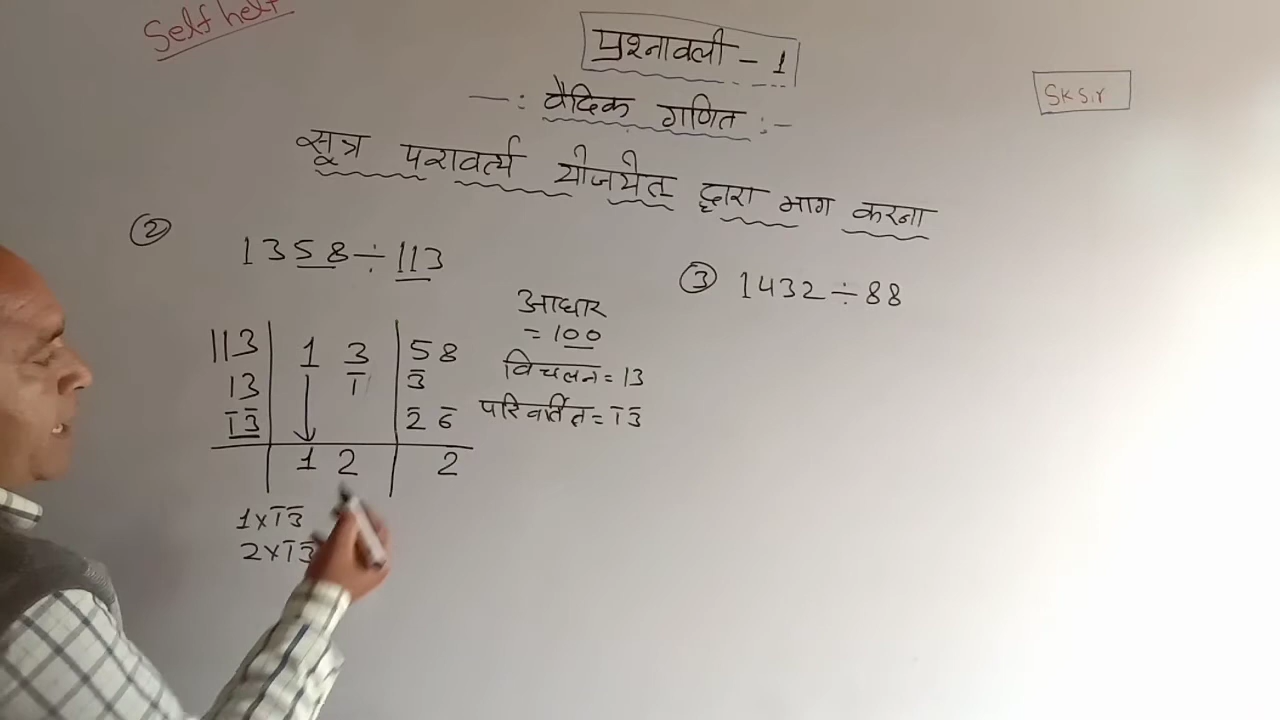 Self help
प्रश्नावली - 1
SK Sir
-: वैदिक गणित :-
सूत्र परावर्त्य योजयेत् द्वारा भाग करना
② 1358 ÷ 113
③ 1432 ÷ 88
आधार
= 100
विचलन = 13
परिवर्तित = 1̅3̅
113 | 1 3 | 5 8
13 | 1̅ | 3̅
1̅3̅ | 2̅ 6̅
1 2 | 2
1×1̅3̅
2×1̅3̅